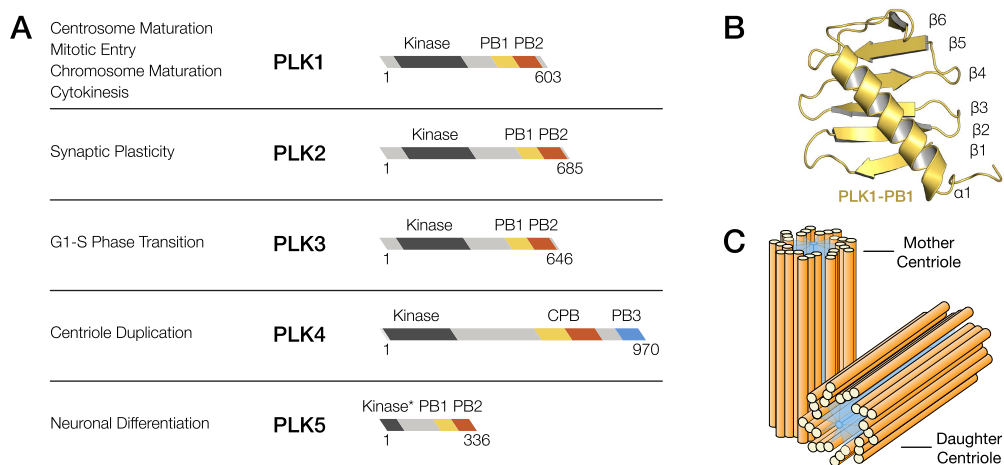 A
Centrosome Maturation
Mitotic Entry
Chromosome Maturation
Cytokinesis
PLK1
Kinase PB1 PB2
1 603
Synaptic Plasticity
PLK2
Kinase PB1 PB2
1 685
G1-S Phase Transition
PLK3
Kinase PB1 PB2
1 646
Centriole Duplication
PLK4
Kinase CPB PB3
1 970
Neuronal Differentiation
PLK5
Kinase* PB1 PB2
1 336
B
β6
β5
β4
β3
β2
β1
α1
PLK1-PB1
C
Mother
Centriole
Daughter
Centriole